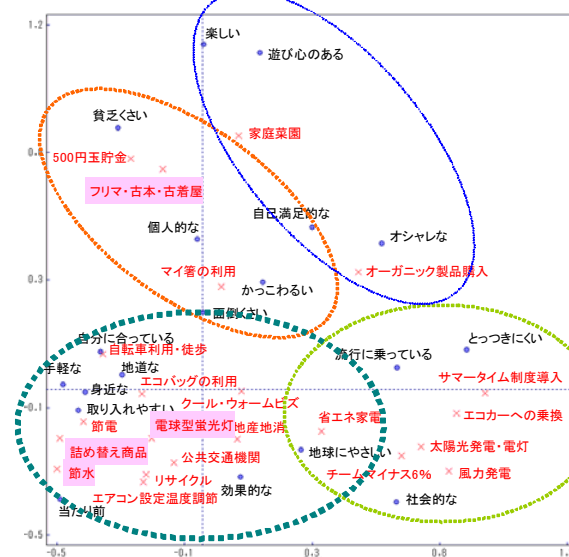 1.2
楽しい
遊び心のある
貧乏くさい
家庭菜園
500円玉貯金
フリマ・古本・古着屋
自己満足的な
個人的な
オシャレな
マイ箸の利用
オーガニック製品購入
0.3
かっこわるい
面倒くさい
自分に合っている
自転車利用・徒歩
とっつきにくい
手軽な
地道な
流行に乗っている
エコバッグの利用
サマータイム制度導入
身近な
クール・ウォームビズ
取り入れやすい
-0.1
省エネ家電
エコカーへの乗換
節電
電球型蛍光灯
地産地消
詰め替え商品
公共交通機関
地球にやさしい
太陽光発電・電灯
節水
リサイクル
チームマイナス6%
風力発電
エアコン設定温度調節
効果的な
当たり前
社会的な
-0.5
-0.5
-0.1
0.3
0.8